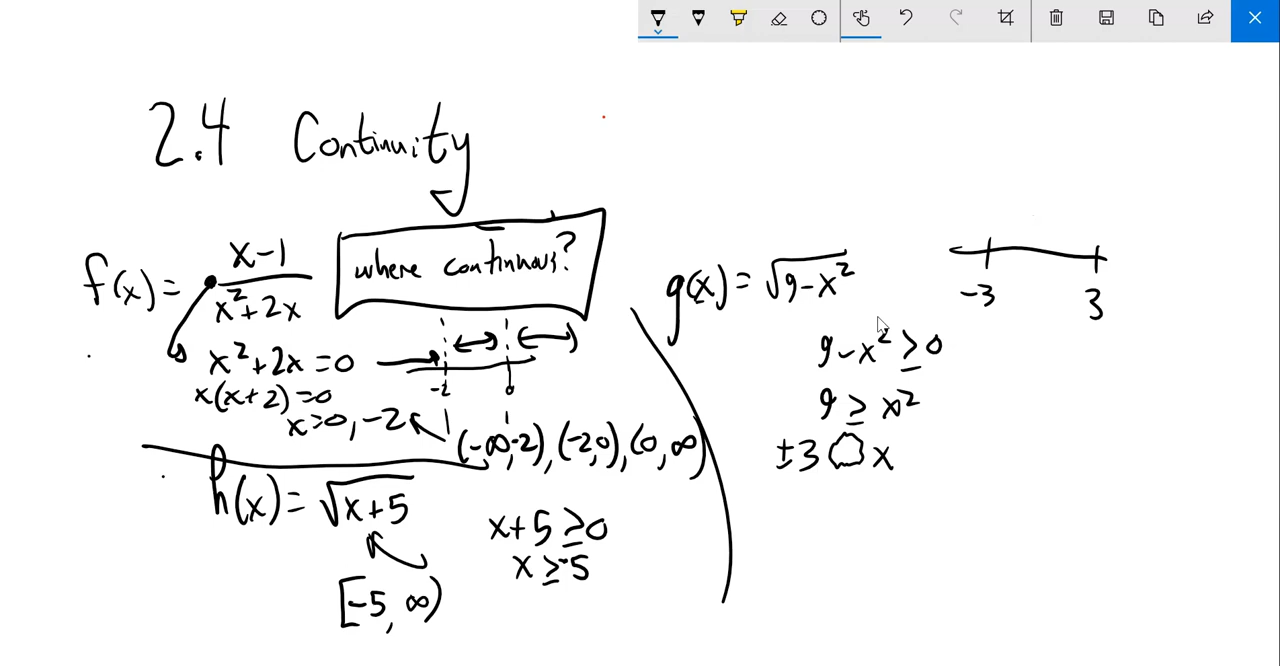 2.4 Continuity
where continuous?
f(x) = x-1 / x²+2x
x²+2x = 0
x(x+2) = 0
x=0, -2
-2 0
(-∞,-2), (-2,0), (0,∞)
h(x) = √x+5
x+5 ≥ 0
x ≥ -5
[-5, ∞)
g(x) = √9-x²
-3 3
9-x² ≥ 0
9 ≥ x²
±3 x